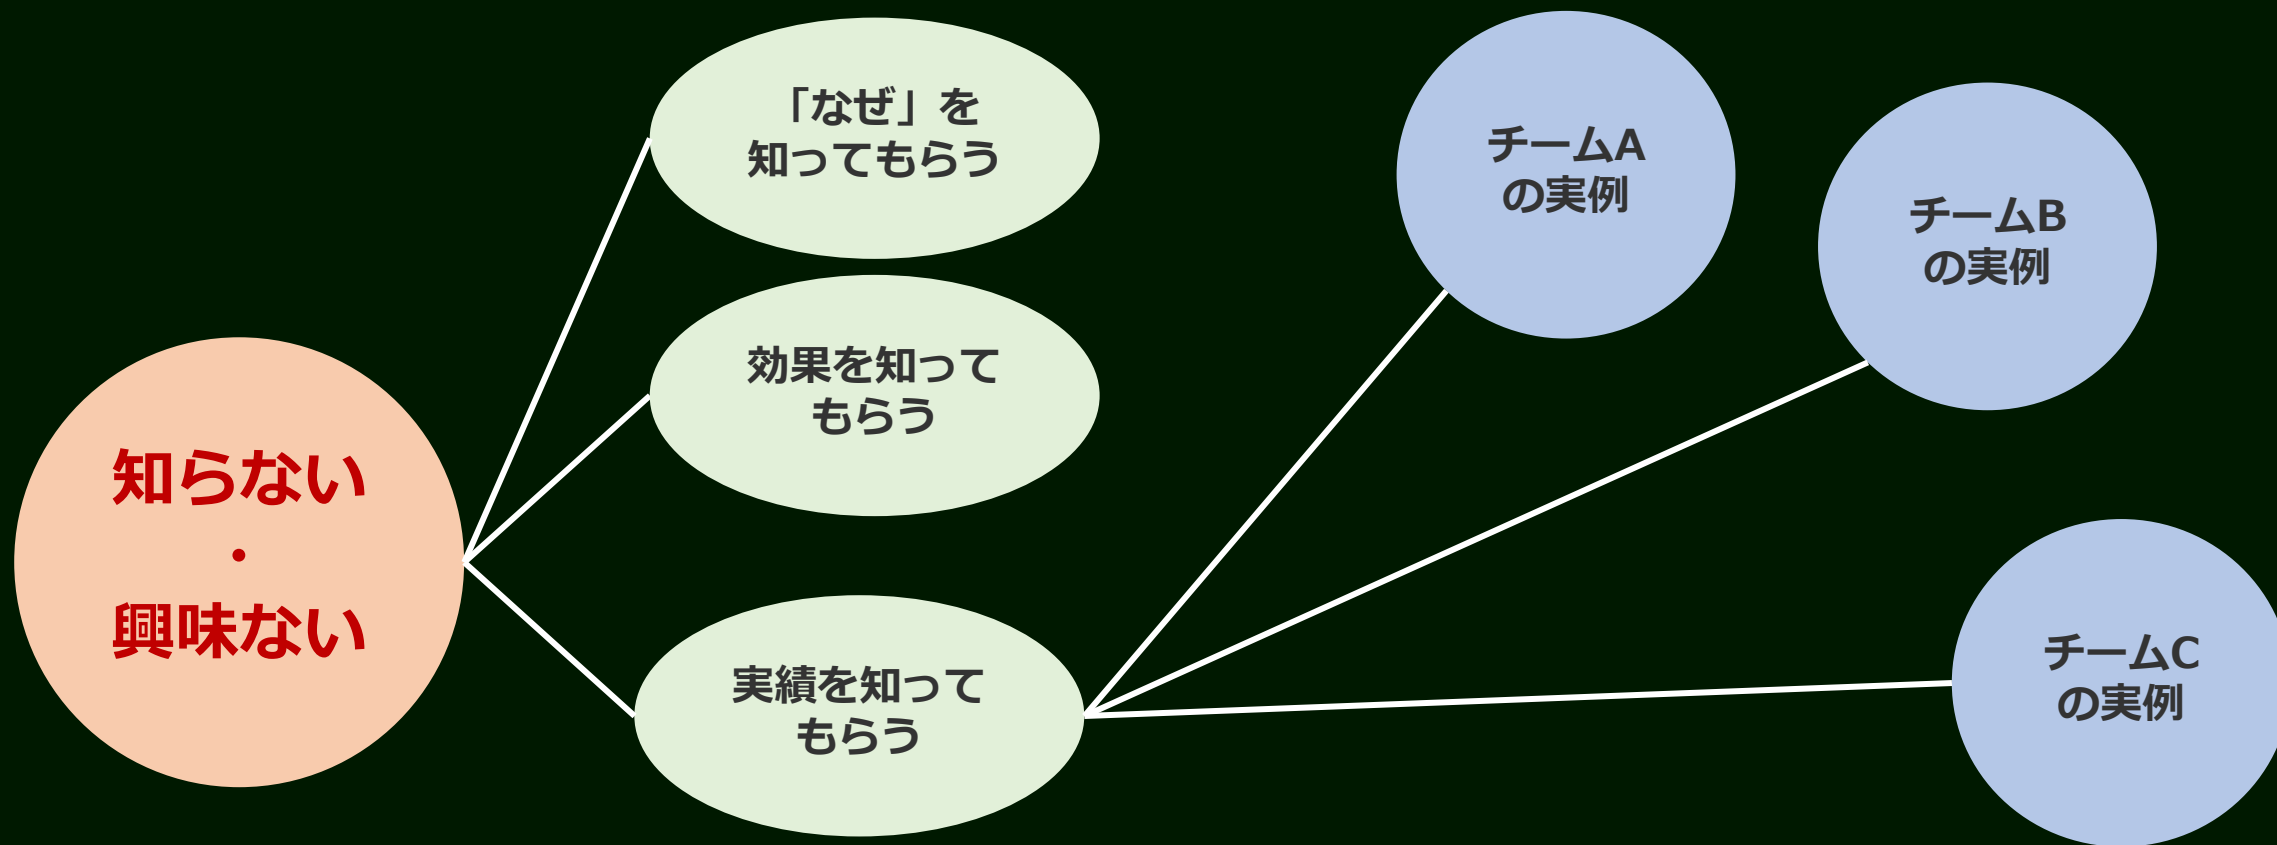 知らない
・
興味ない
「なぜ」を
知ってもらう
効果を知って
もらう
実績を知って
もらう
チームA
の実例
チームB
の実例
チームC
の実例